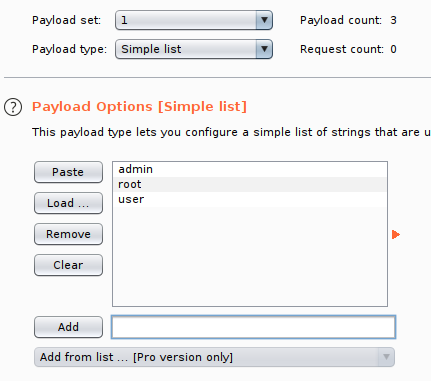 Payload set: 1 Payload count: 3
Payload type: Simple list Request count: 0
? Payload Options [Simple list]
This payload type lets you configure a simple list of strings that are u
Paste
Load ...
Remove
Clear
admin
root
user
Add
Add from list ... [Pro version only]